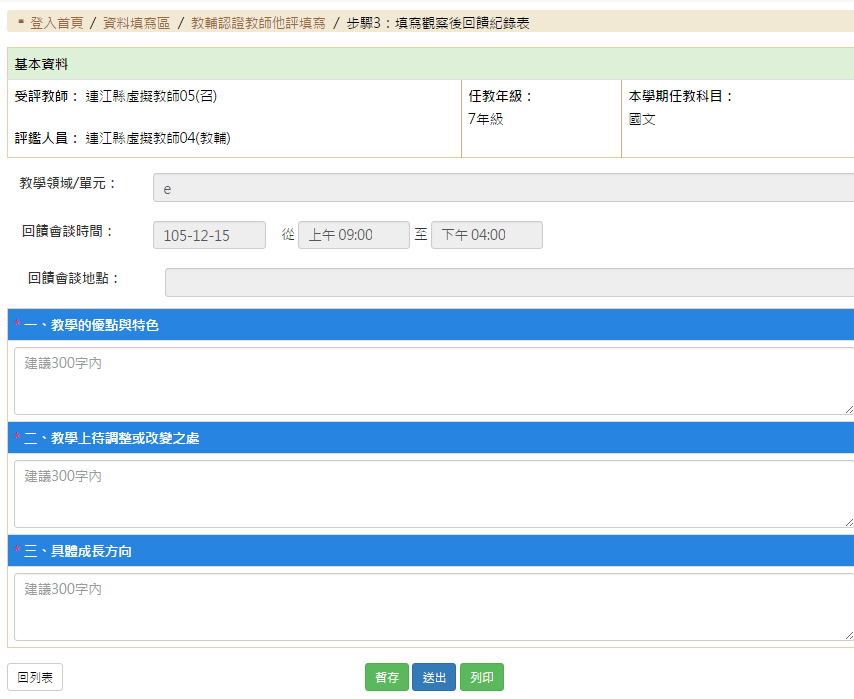 登入首頁 / 資料填寫區 / 教輔認證教師他評填寫 / 步驟3：填寫觀察後回饋紀錄表
基本資料
受評教師： 連江縣虛擬教師05(召)
評鑑人員： 連江縣虛擬教師04(教輔)
任教年級：
7年級
本學期任教科目：
國文
教學領域/單元： e
回饋會談時間： 105-12-15 從 上午 09:00 至 下午 04:00
回饋會談地點：
* 一、教學的優點與特色
建議300字內
* 二、教學上待調整或改變之處
建議300字內
* 三、具體成長方向
建議300字內
回列表 暫存 送出 列印